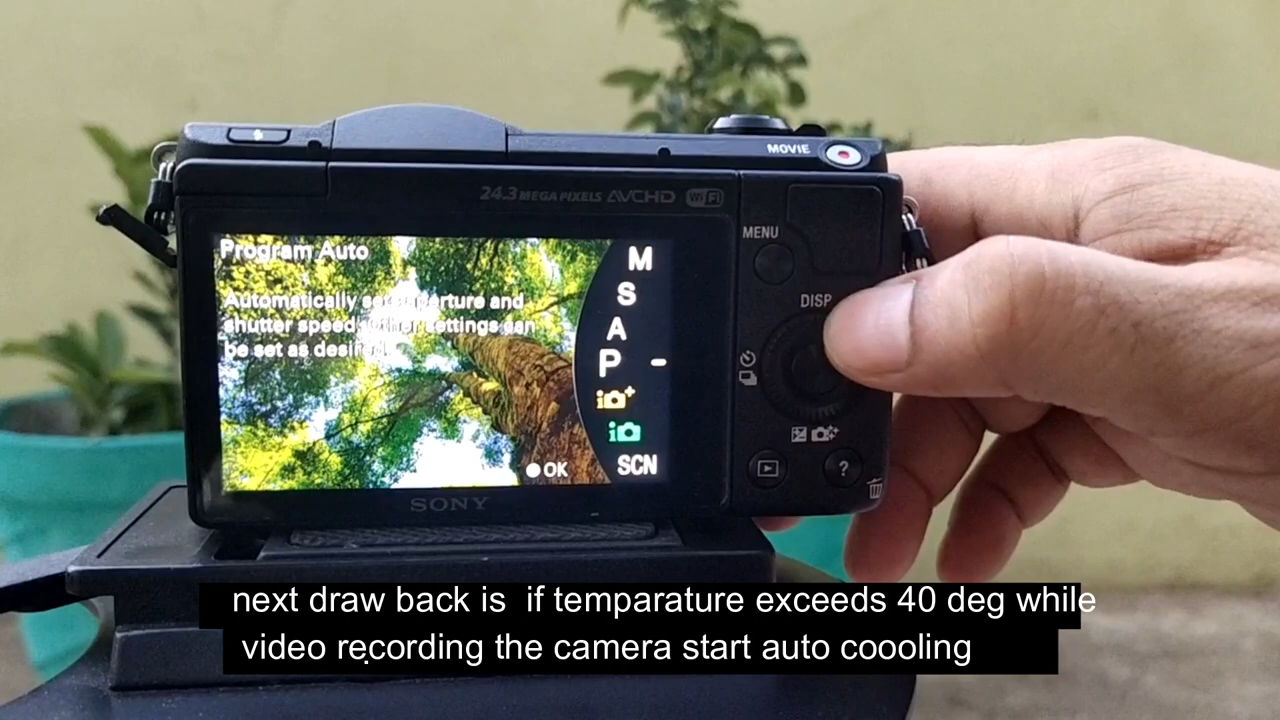 MOVIE
24.3 MEGA PIXELS AVCHD Wi Fi
MENU
DISP
Program Auto
Automatically set aperture and
shutter speed. Other settings can
be set as desired.
M
S
A
P
i+
i
SCN
OK
?
SONY
next draw back is if temparature exceeds 40 deg while
video recording the camera start auto coooling